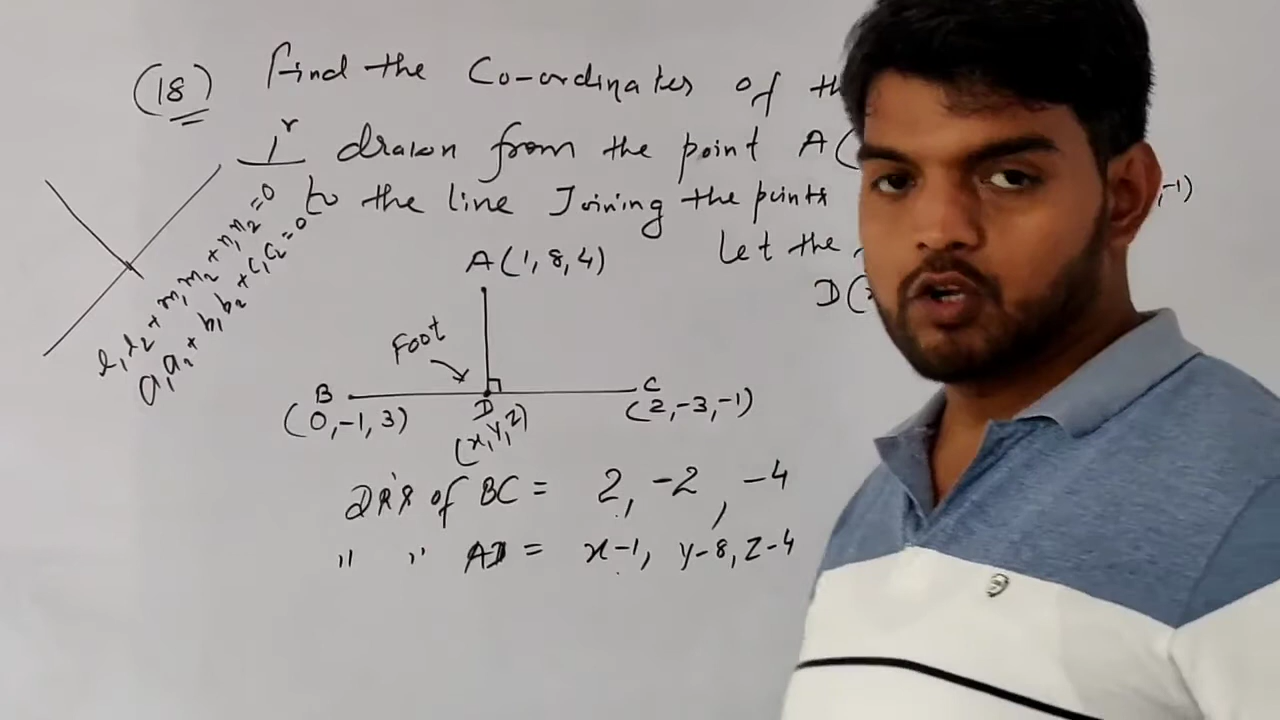 (18) Find the Co-ordinates of
⊥r drawn from the point A(
to the line Joining the points ,-1)
Let the
D(
A(1, 8, 4)
l₁l₂ + m₁m₂ + n₁n₂ = 0
a₁a₂ + b₁b₂ + c₁c₂ = 0
Foot
B C
(0, -1, 3) D (2, -3, -1)
(x, y, z)
DR's of BC = 2, -2, -4
" " AD = x-1, y-8, z-4